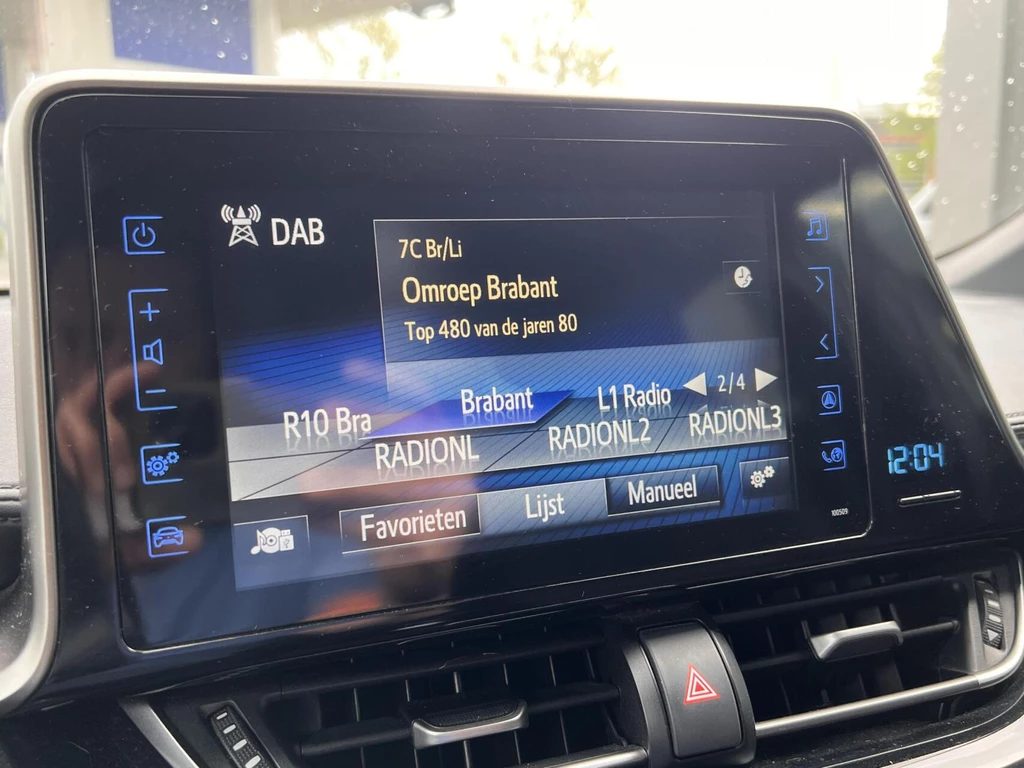 DAB
7C Br/Li
Omroep Brabant
Top 480 van de jaren 80
2/4
R10 Bra Brabant L1 Radio
RADIONL RADIONL2 RADIONL3
Favorieten Lijst Manueel
100509
12:04